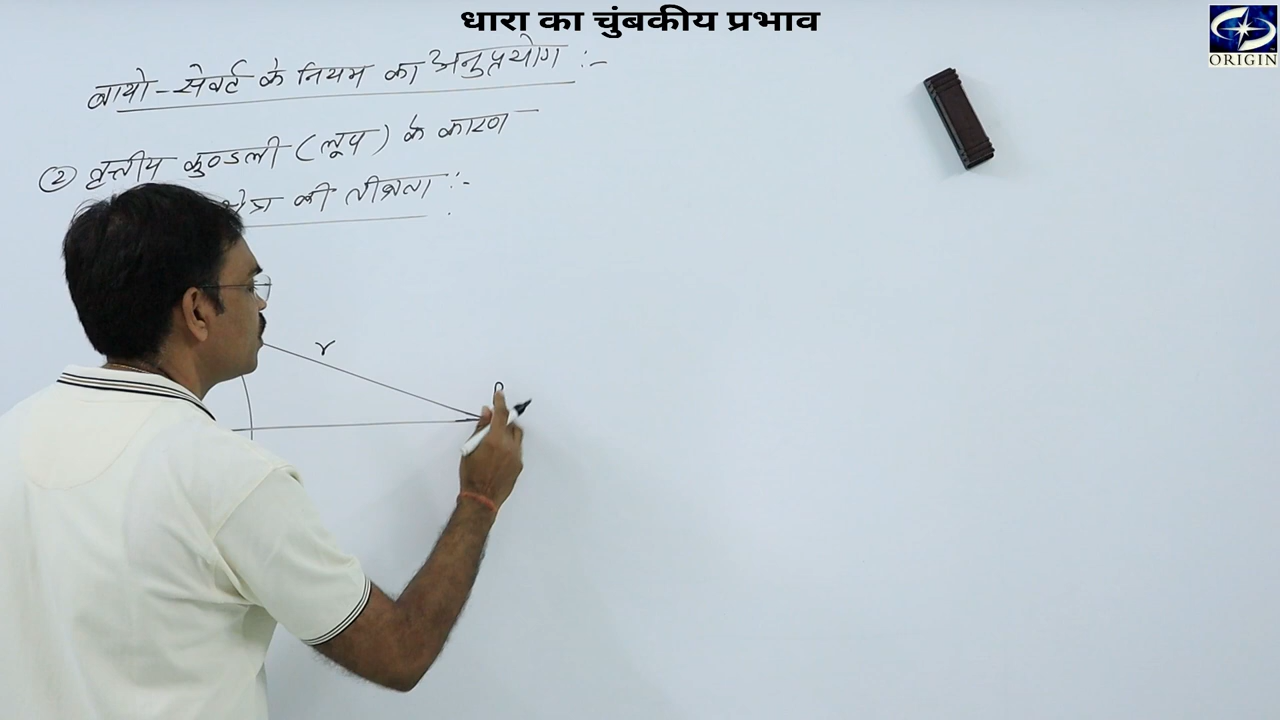 धारा का चुंबकीय प्रभाव
ORIGIN
बायो-सेवर्ट के नियम का अनुप्रयोग :-
② वृत्तीय कुण्डली (लूप) के कारण
की तीव्रता :-
r